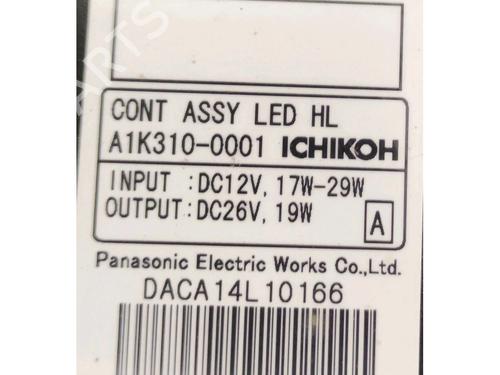 CONT ASSY LED HL
A1K310-0001 ICHIKOH
INPUT :DC12V, 17W-29W
OUTPUT:DC26V, 19W
A
Panasonic Electric Works Co.,Ltd.
DACA14L10166